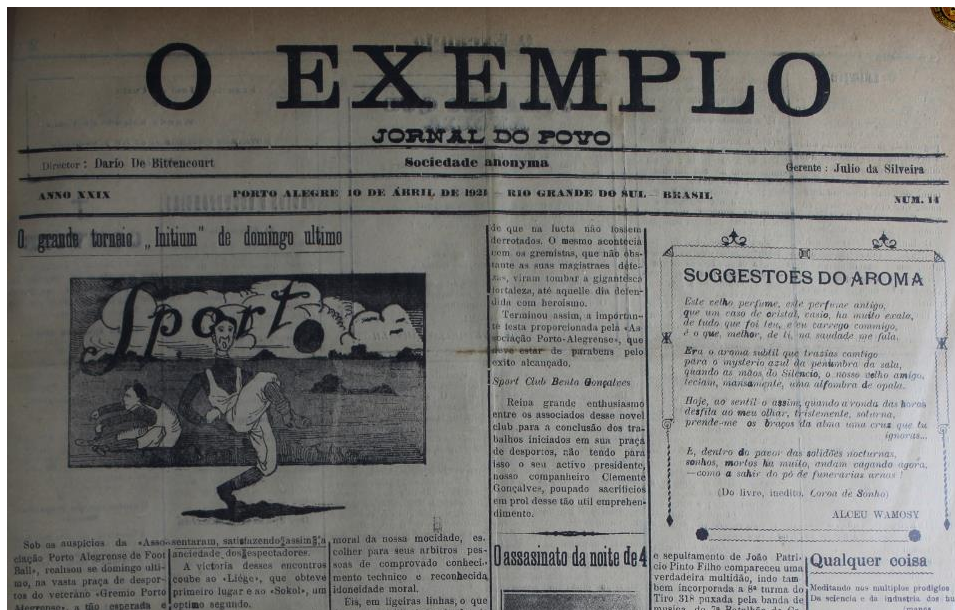 O EXEMPLO
JORNAL DO POVO
Director : Dario De Bittencourt
Sociedade anonyma
Gerente : Julio da Silveira
ANNO XXIX
PORTO ALEGRE 10 DE ÁBRIL DE 1921 — RIO GRANDE DO SUL — BRASIL
NUM. 14
O grande torneio „Initium" de domingo ultimo
Sport.
Sob as auspicios da «Asso-
ciação Porto Alegrense de Foot
Ball», realisou se domingo ulti-
mo, na vasta praça de despor-
tos do veterano «Gremio Porto
Alegrense» a tão esperada e
sentaram, satisfazendo assim a
anciedade dos espectadores.
A victoria desses encontros
coube ao «Liége», que obteve
primeiro lugar e ao «Sokol», um
optimo segundo.
moral da nossa mocidade, es-
colher para seus arbitros pes-
soas de comprovado conheci-
mento technico e reconhecida
idoneidade moral.
Eis, em ligeiras linhas, o que
de que na lucta não fossem
derrotados. O mesmo acontecia
com os gremistas, que não obs-
tante as suas magistraes defe-
zas, viram tombar a gigantesca
fortaleza, até aquelle dia defen-
dida com heroismo.
Terminou assim, a importan-
te festa proporcionada pela «As-
sociação Porto-Alegrense», que
deve estar de parabens pelo
exito alcançado.
Sport Club Bento Gonçalves
Reina grande enthusiasmo
entre os associados desse novel
club para a conclusão dos tra-
balhos iniciados em sua praça
de desportos, não tendo para
isso o seu activo presidente,
nosso companheiro Clemente
Gonçalves, poupado sacrificios
em prol desse tão util emprehen-
dimento.
O assassinato da noite de 4
SUGGESTÕES DO AROMA
Este velho perfume, este perfume antigo,
que um caso de cristal, casio, ha muito exala,
de tudo que foi teu, e eu carrego commigo,
é o que, melhor, de ti, na saudade me fala.
Era o aroma subtil que trazias comtigo
para o mysterio azul da penumbra da sala,
quando as mãos do Silencio, o nosso velho amigo,
teciam, mansamente, uma alfombra de opala.
Hoje, ao sentil-o assim, quando a ronda das horas
desfila ao meu olhar, tristemente, soturna,
prende-me os braços da alma uma cruz que tu
ignoras...
E, dentro do pavor das solidões nocturnas,
sonhos, mortos ha muito, andam vagando agora,
—como a sahir do pó de funerarias urnas !
(Do livro, inedito, Coroa de Sonho)
ALCEU WAMOSY
e sepultamento de João Patri-
cio Pinto Filho compareceu uma
verdadeira multidão, indo tam-
bem incorporada a 8ª turma do
Tiro 318 puxada pela banda de
Qualquer coisa
Meditando nos multiplos prodigios
Da sciencia e da industria dos